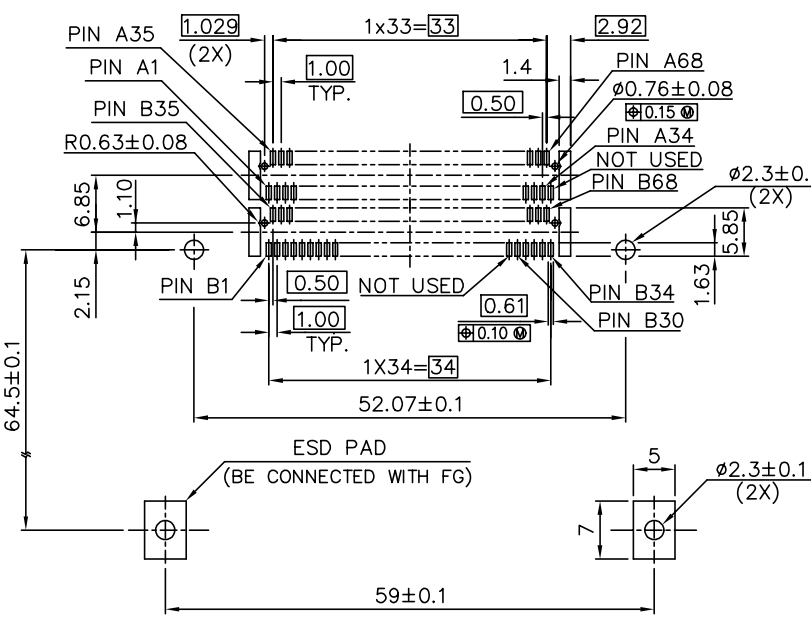 1.029
(2X)
1x33=33
2.92
PIN A35
PIN A1
1.00
TYP.
1.4
PIN A68
ø0.76±0.08
0.50
⌖ 0.15 Ⓜ
PIN B35
R0.63±0.08
PIN A34
NOT USED
PIN B68
ø2.3±0.
(2X)
6.85
1.10
5.85
2.15
1.63
PIN B1
0.50
NOT USED
PIN B34
1.00
TYP.
0.61
⌖ 0.10 Ⓜ
PIN B30
1X34=34
52.07±0.1
64.5±0.1
ESD PAD
(BE CONNECTED WITH FG)
5
7
ø2.3±0.1
(2X)
59±0.1